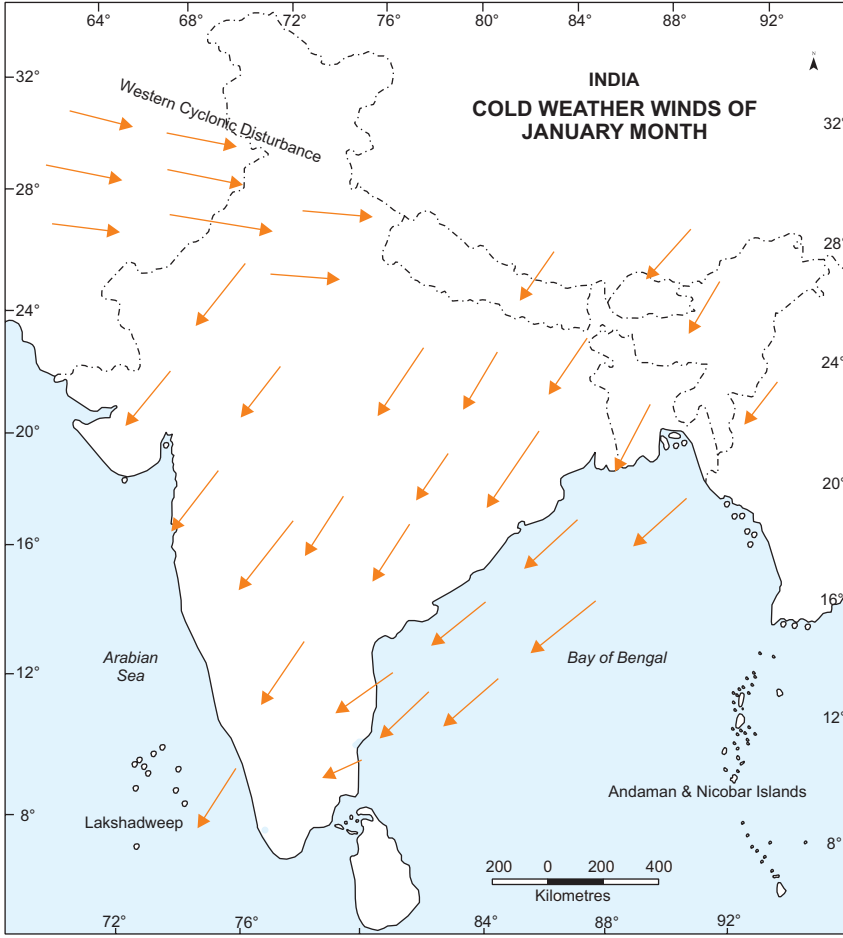 64° 68° 72° 76° 80° 84° 88° 92°
N
INDIA
COLD WEATHER WINDS OF
JANUARY MONTH
Western Cyclonic Disturbance
32° 32°
28° 28°
24° 24°
20° 20°
16° 16°
12° 12°
8° 8°
Arabian
Sea
Bay of Bengal
Lakshadweep
Andaman & Nicobar Islands
200 0 200 400
Kilometres
72° 76° 84° 88° 92°